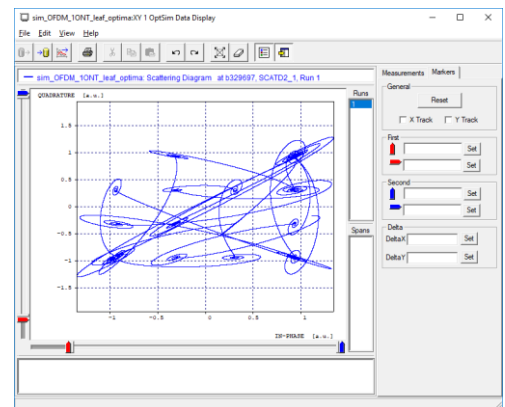 sim_OFDM_1ONT_leaf_optima:XY 1 OptSim Data Display
File Edit View Help
sim_OFDM_1ONT_leaf_optima: Scattering Diagram at b329697, SCATD2_1, Run 1
QUADRATURE [a.u.]
1.5
1
0.5
0
-0.5
-1
-1.5
-1 -0.5 0 0.5 1
IN-PHASE [a.u.]
Runs
1
Spans
Measurements Markers
General
Reset
X Track Y Track
First
Set
Set
Second
Set
Set
Delta
DeltaX Set
DeltaY Set